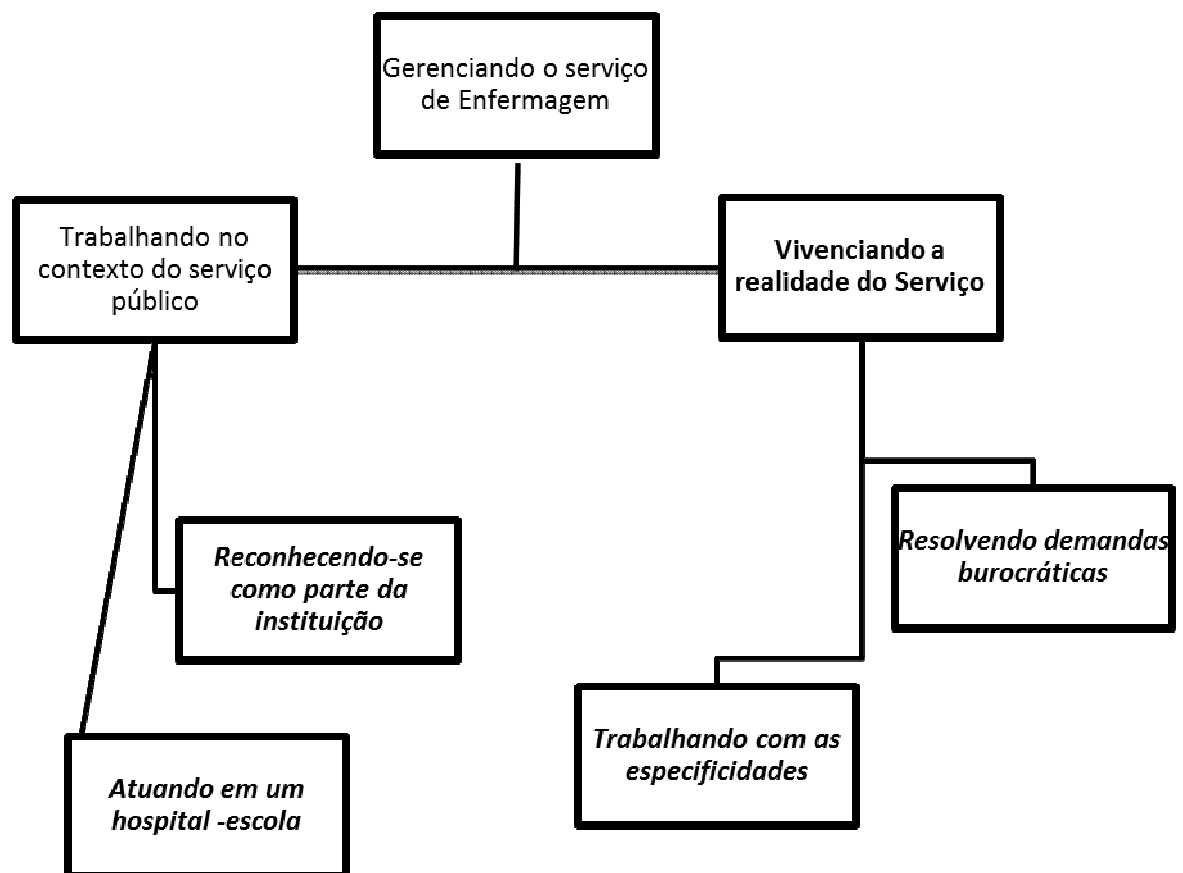 Gerenciando o serviço
de Enfermagem
Trabalhando no
contexto do serviço
público
Vivenciando a
realidade do Serviço
Reconhecendo-se
como parte da
instituição
Resolvendo demandas
burocráticas
Atuando em um
hospital -escola
Trabalhando com as
especificidades